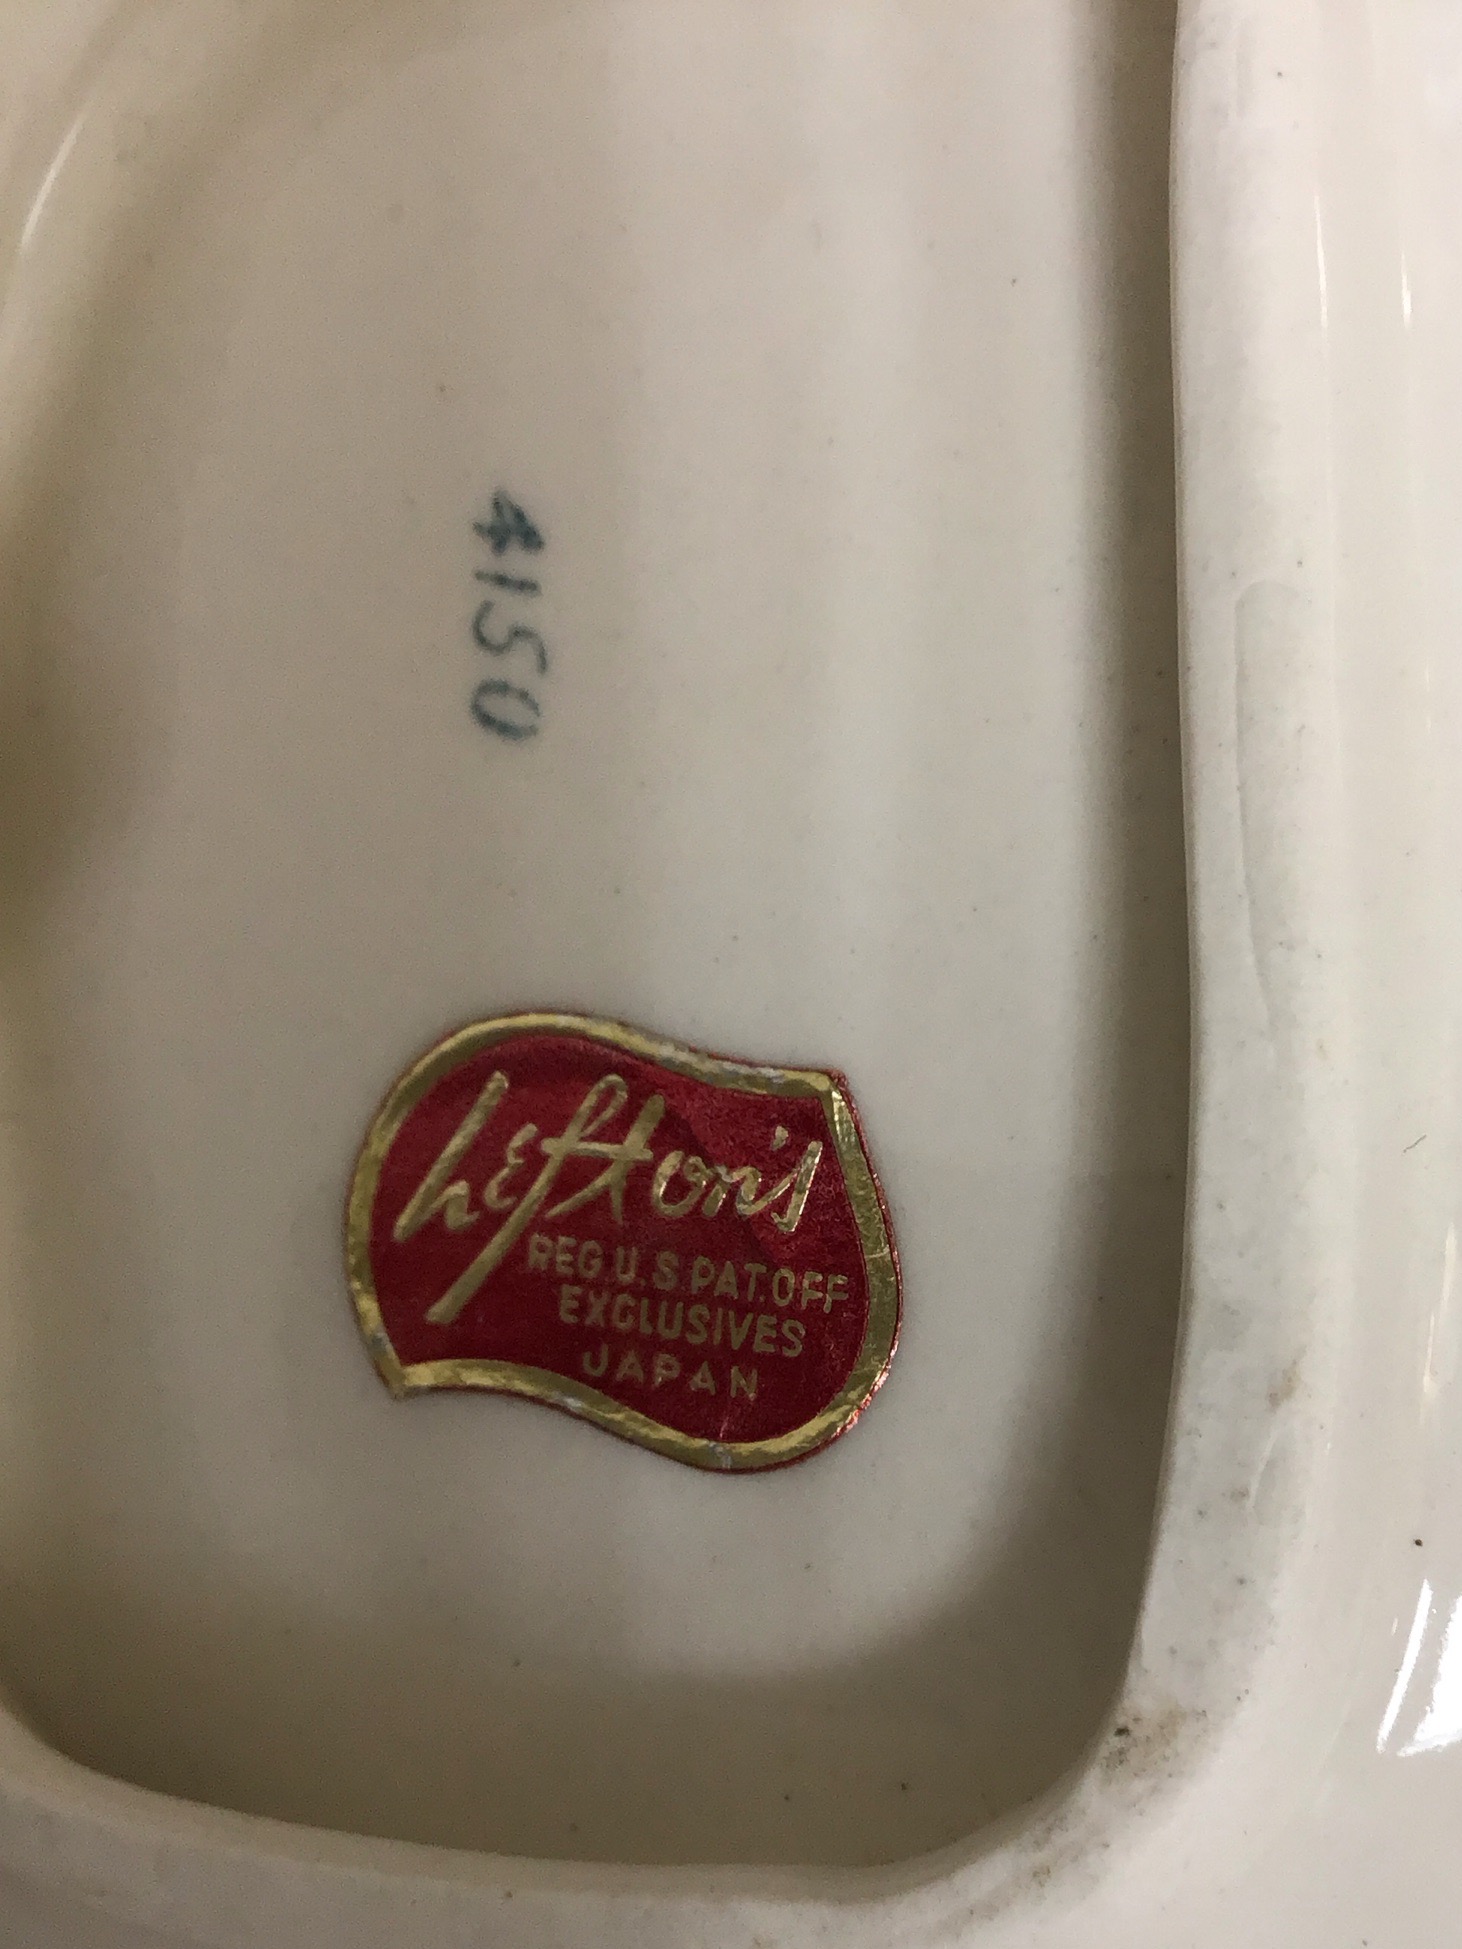 4150
Lefton's
REG.U.S.PAT.OFF
EXCLUSIVES
JAPAN